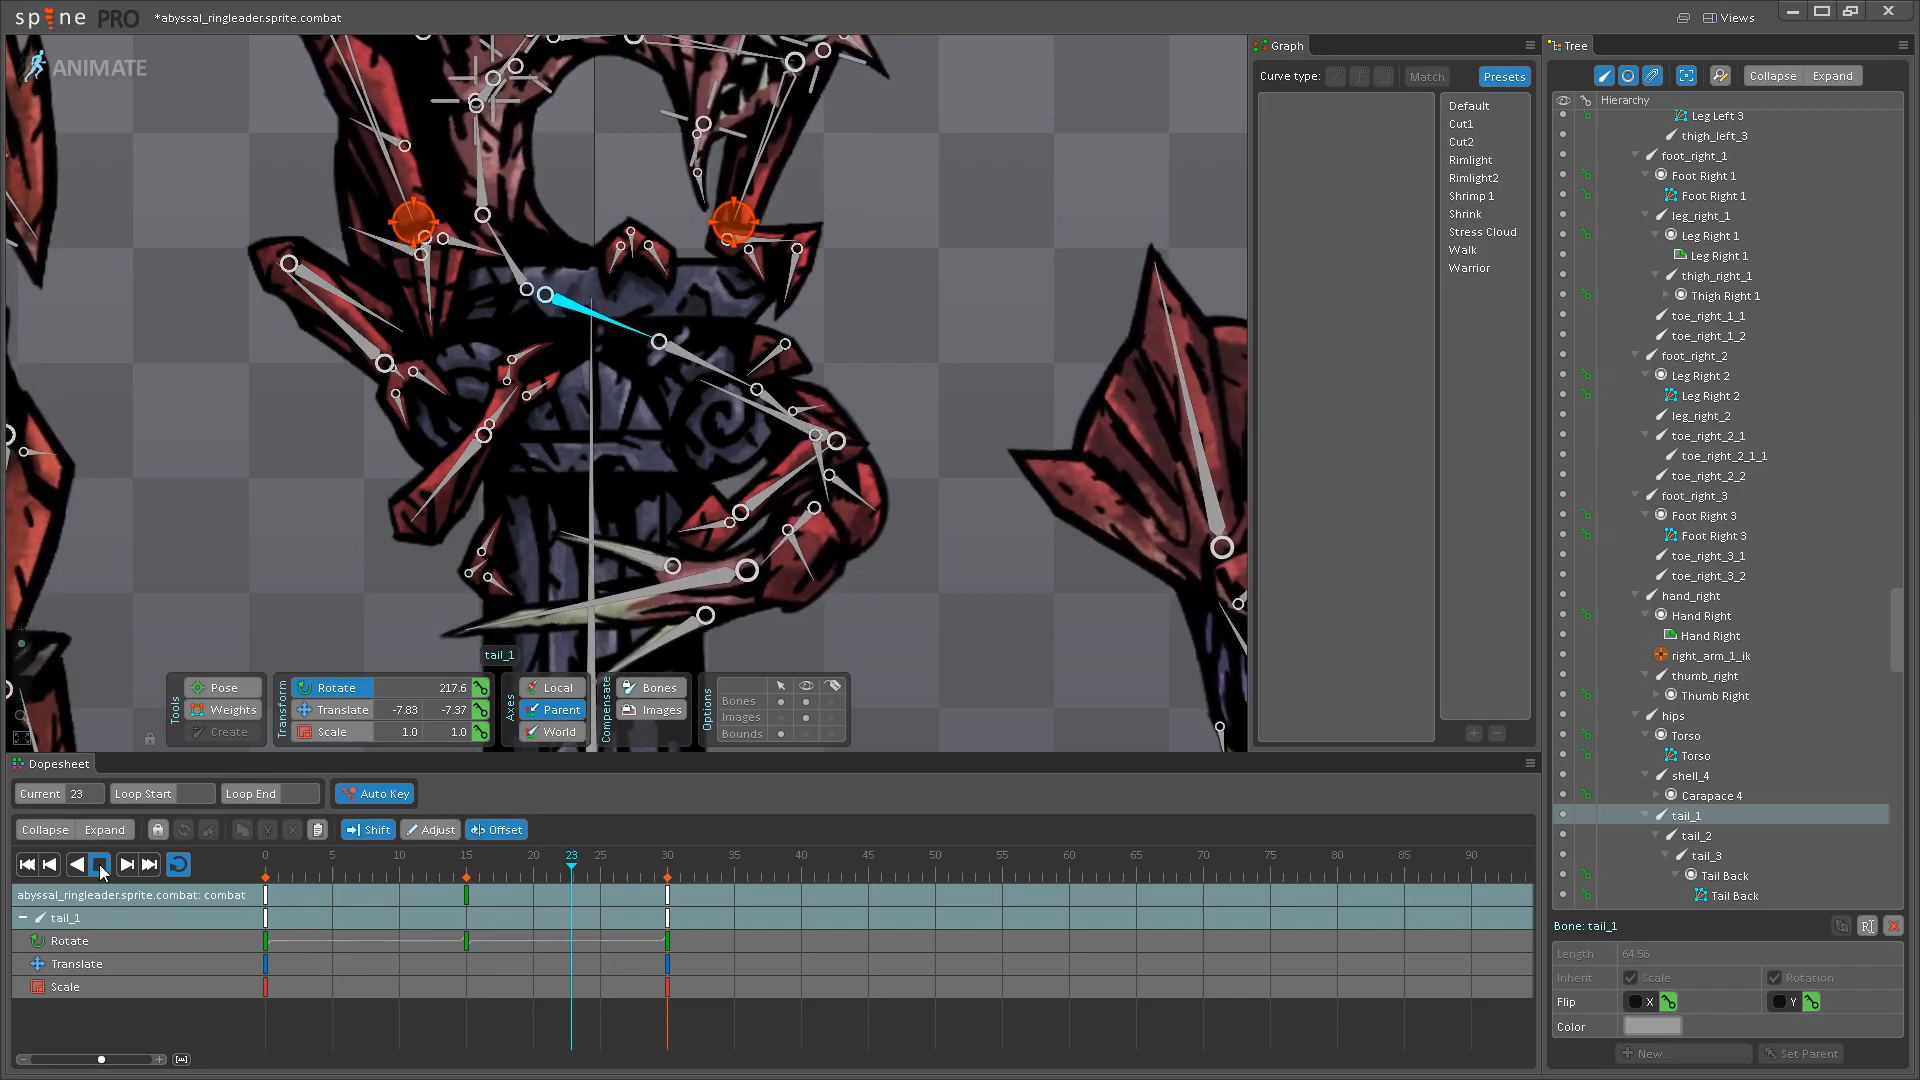 spine PRO *abyssal_ringleader.sprite.combat Views
ANIMATE
Graph
Curve type: Match Presets
Default
Cut1
Cut2
Rimlight
Rimlight2
Shrimp 1
Shrink
Stress Cloud
Walk
Warrior
Tree
Collapse Expand
Hierarchy
Leg Left 3
thigh_left_3
foot_right_1
Foot Right 1
Foot Right 1
leg_right_1
Leg Right 1
Leg Right 1
thigh_right_1
Thigh Right 1
toe_right_1_1
toe_right_1_2
foot_right_2
Leg Right 2
Leg Right 2
leg_right_2
toe_right_2_1
toe_right_2_1_1
toe_right_2_2
foot_right_3
Foot Right 3
Foot Right 3
toe_right_3_1
toe_right_3_2
hand_right
Hand Right
Hand Right
right_arm_1_ik
thumb_right
Thumb Right
hips
Torso
Torso
shell_4
Carapace 4
tail_1
tail_2
tail_3
Tail Back
Tail Back
Bone: tail_1
Length 64.56
Inherit Scale Rotation
Flip X Y
Color
New... Set Parent
tail_1
Tools
Pose
Weights
Create
Transform
Rotate 217.6
Translate -7.83 -7.37
Scale 1.0 1.0
Axes
Local
Parent
World
Compensate
Bones
Images
Options
Bones
Images
Bounds
Dopesheet
Current 23 Loop Start Loop End Auto Key
Collapse Expand Shift Adjust Offset
0 5 10 15 20 23 25 30 35 40 45 50 55 60 65 70 75 80 85 90
abyssal_ringleader.sprite.combat: combat
tail_1
Rotate
Translate
Scale